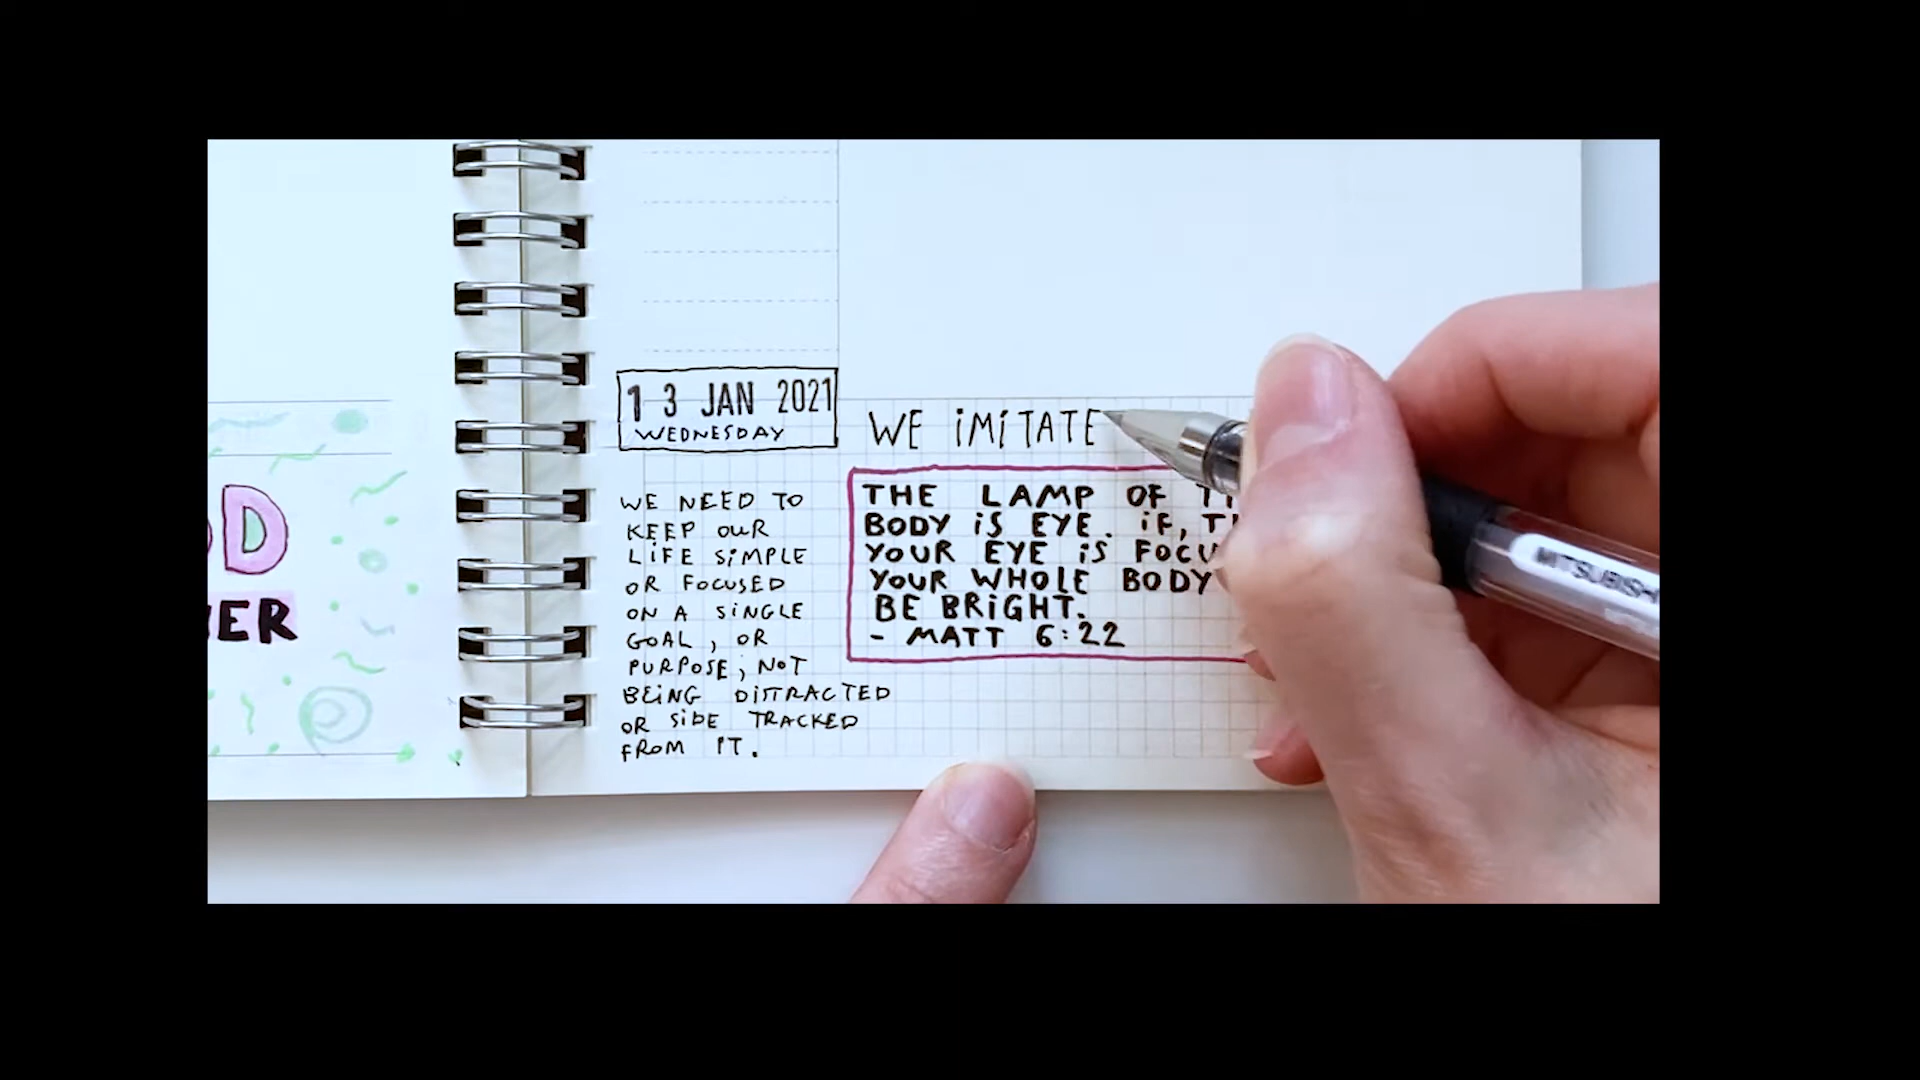 13 JAN 2021
WEDNESDAY
WE NEED TO
KEEP OUR
LIFE SIMPLE
OR FOCUSED
ON A SINGLE
GOAL, OR
PURPOSE, NOT
BEING DISTRACTED
OR SIDE TRACKED
FROM IT.
WE IMITATE
THE LAMP OF
BODY IS EYE. IF,
YOUR EYE IS FOCU
YOUR WHOLE BODY
BE BRIGHT.
- MATT 6:22
D
ER
MITSUBISH